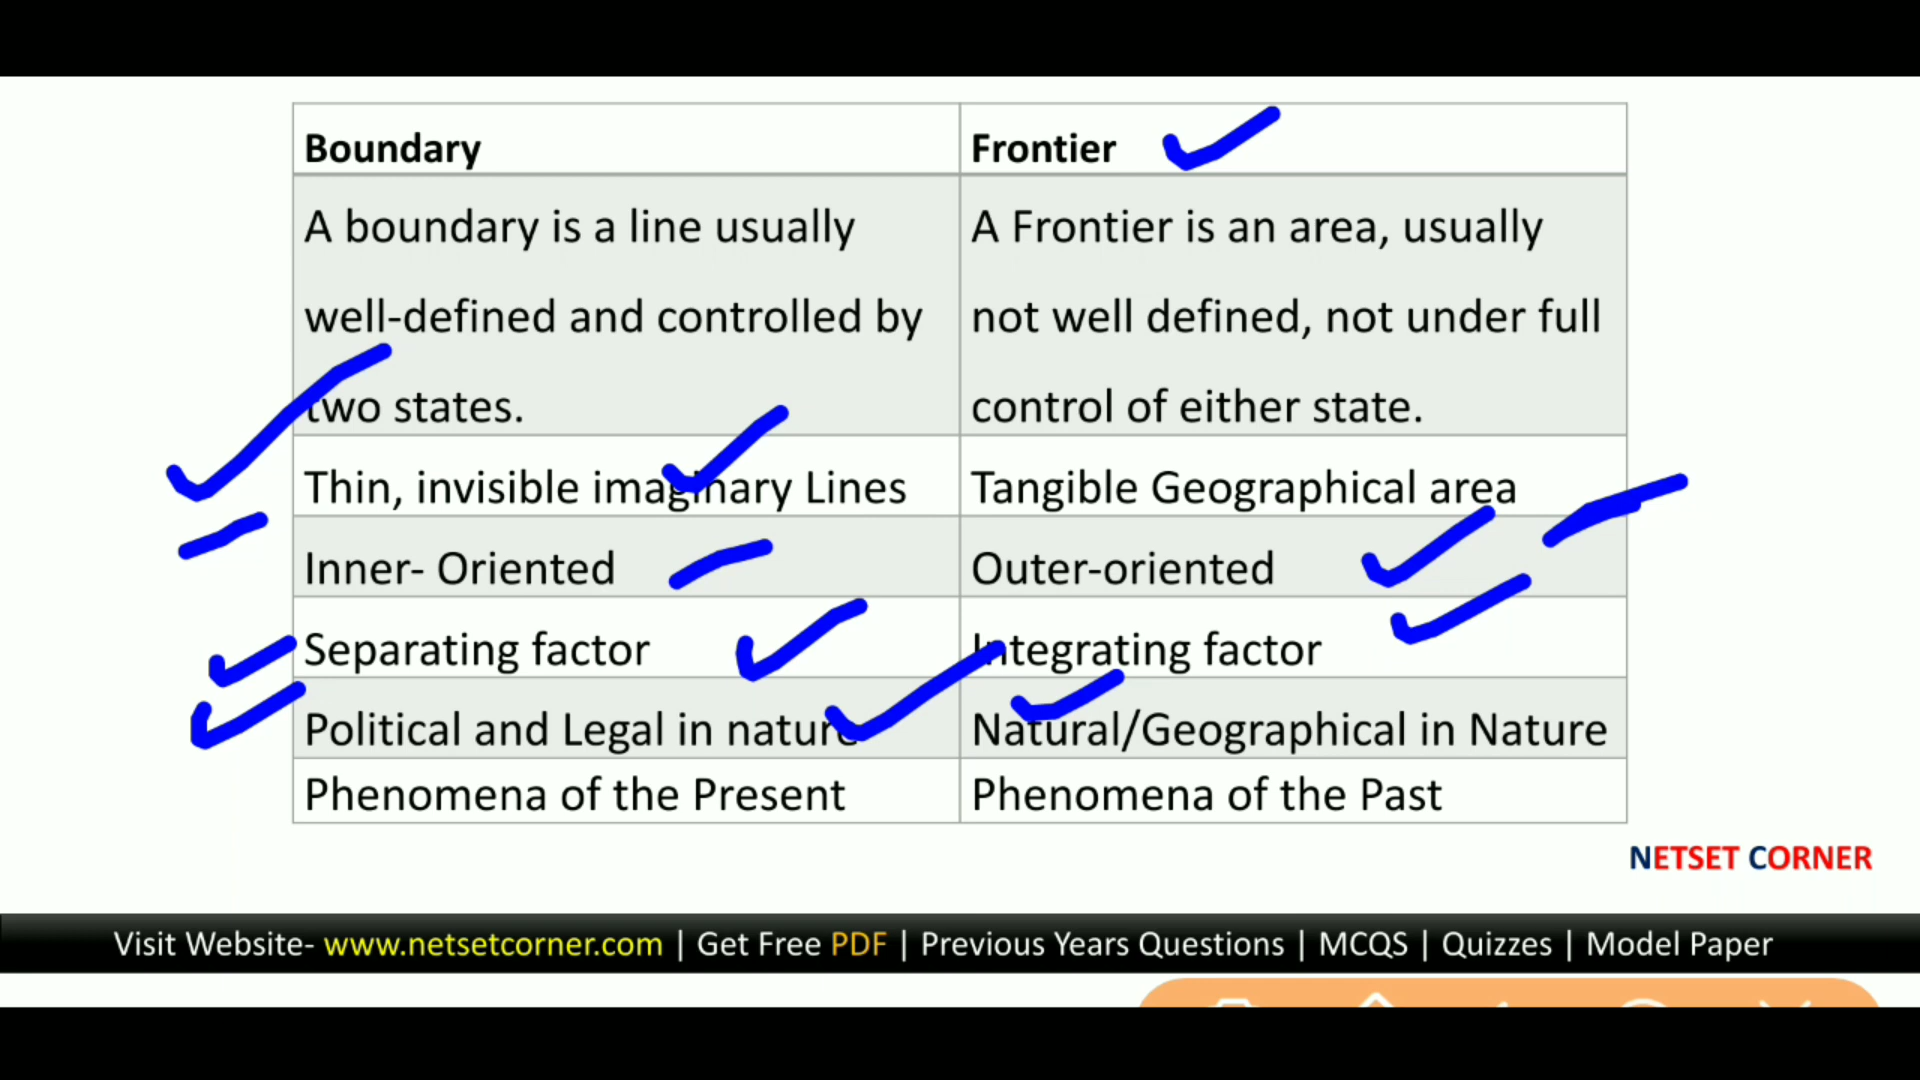 Boundary
Frontier
A boundary is a line usually
well-defined and controlled by
two states.
A Frontier is an area, usually
not well defined, not under full
control of either state.
Thin, invisible imaginary Lines
Tangible Geographical area
Inner- Oriented
Outer-oriented
Separating factor
Integrating factor
Political and Legal in nature
Natural/Geographical in Nature
Phenomena of the Present
Phenomena of the Past
NETSET CORNER
Visit Website- www.netsetcorner.com | Get Free PDF | Previous Years Questions | MCQS | Quizzes | Model Paper